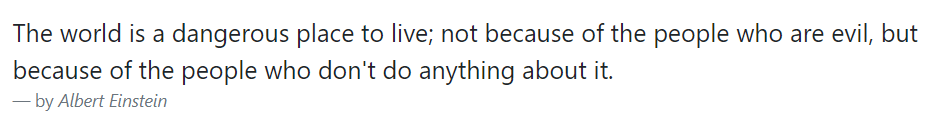 The world is a dangerous place to live; not because of the people who are evil, but
because of the people who don't do anything about it.
— by Albert Einstein